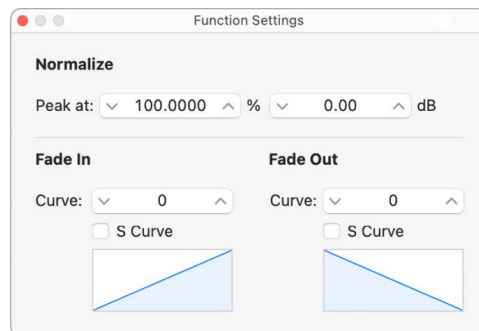 Function Settings
Normalize
Peak at: 100.0000 % 0.00 dB
Fade In Fade Out
Curve: 0 Curve: 0
S Curve S Curve